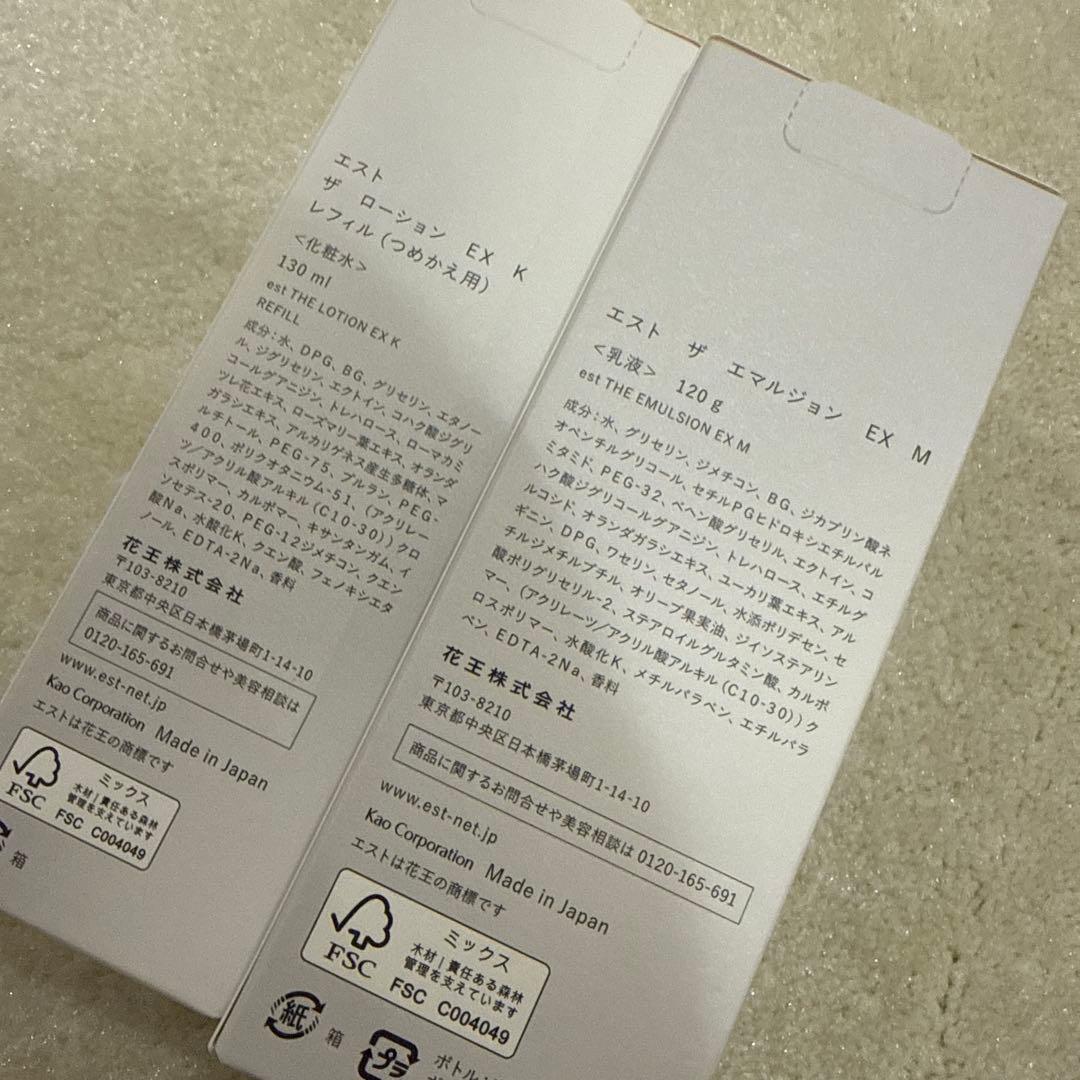 エスト
ザ ローション EX K
レフィル(つめかえ用)
<化粧水>
130 ml
est THE LOTION EX K
REFILL
成分:水、DPG、BG、グリセリン、エタノー
ル、ジグリセリン、エクトイン、コハク酸ジグリ
コールグアニジン、トレハロース、ローマカミ
ツレ花エキス、ローズマリー葉エキス、オランダ
ガラシエキス、アルカリゲネス産生多糖体、マ
ルチトール、PEG-75、プルラン、PEG-
400、ポリクオタニウム-51、(アクリレー
ツ/アクリル酸アルキル(C10-30))クロ
スポリマー、カルボマー、キサンタンガム、イ
ソセテス-20、PEG-12ジメチコン、クエン
酸Na、水酸化K、クエン酸、フェノキシエタ
ノール、EDTA-2Na、香料
花王株式会社
〒103-8210
東京都中央区日本橋茅場町1-14-10
商品に関するお問合せや美容相談は
0120-165-691
www.est-net.jp
Kao Corporation Made in Japan
エストは花王の商標です
FSC
ミックス
木材|責任ある森林
管理を支えています
FSC C004049
箱
エスト ザ エマルジョン EX M
<乳液> 120 g
est THE EMULSION EX M
成分:水、グリセリン、ジメチコン、BG、ジカプリン酸ネ
オペンチルグリコール、セチルPGヒドロキシエチルパル
ミタミド、PEG-32、ベヘン酸グリセリル、エクトイン、コ
ハク酸ジグリコールグアニジン、トレハロース、エチルグ
ルコシド、オランダガラシエキス、ユーカリ葉エキス、アル
ギニン、DPG、ワセリン、セタノール、水添ポリデセン、セ
チルジメチルブチル、オリーブ果実油、ジイソステアリン
酸ポリグリセリル-2、ステアロイルグルタミン酸、カルボ
マー、(アクリレーツ/アクリル酸アルキル(C10-30))ク
ロスポリマー、水酸化K、メチルパラベン、エチルパラ
ベン、EDTA-2Na、香料
花王株式会社
〒103-8210
東京都中央区日本橋茅場町1-14-10
商品に関するお問合せや美容相談は 0120-165-691
www.est-net.jp
Kao Corporation Made in Japan
エストは花王の商標です
FSC
ミックス
木材|責任ある森林
管理を支えています
FSC C004049
紙
箱
プラ
ボトル